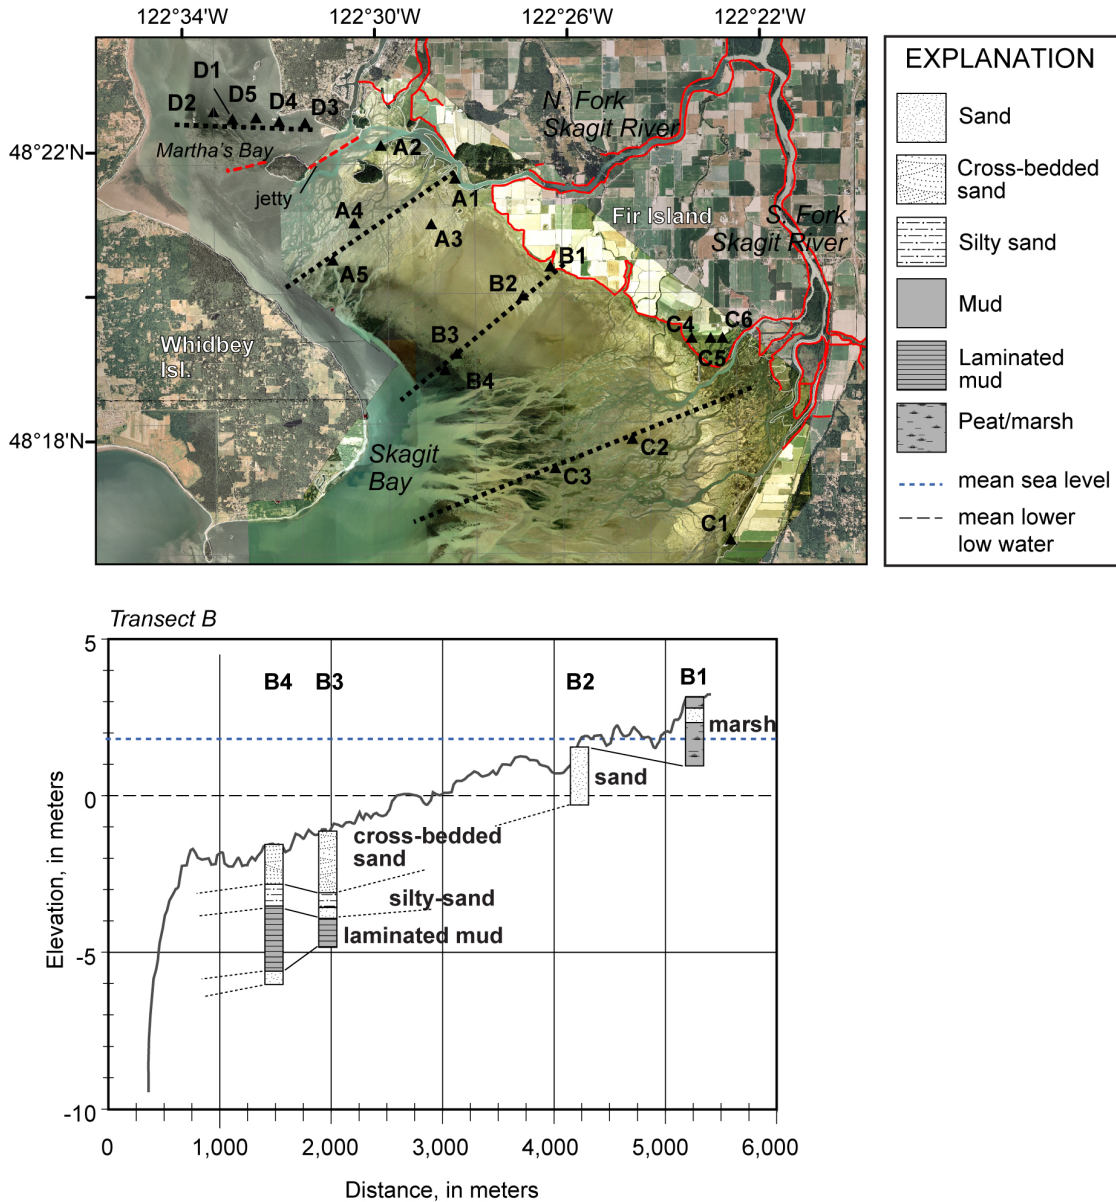 122°34'W 122°30'W 122°26'W 122°22'W
EXPLANATION
Sand
Cross-bedded
sand
Silty sand
Mud
Laminated
mud
Peat/marsh
mean sea level
mean lower
low water
48°22'
48°18'
D1
D5
D2
D4
D3
Martha's Bay
jetty
N. Fork
Skagit River
A2
A1
A4
A3
A5
Fir Island
S. Fork
Skagit River
B1
B2
B3
B4
C4
C6
C5
Whidbey
Isl.
Skagit
Bay
C2
C3
C1
Transect B
5
0
-5
-10
Elevation, in meters
B4 B3 B2 B1
marsh
sand
cross-bedded
sand
silty-sand
laminated mud
0 1,000 2,000 3,000 4,000 5,000 6,000
Distance, in meters